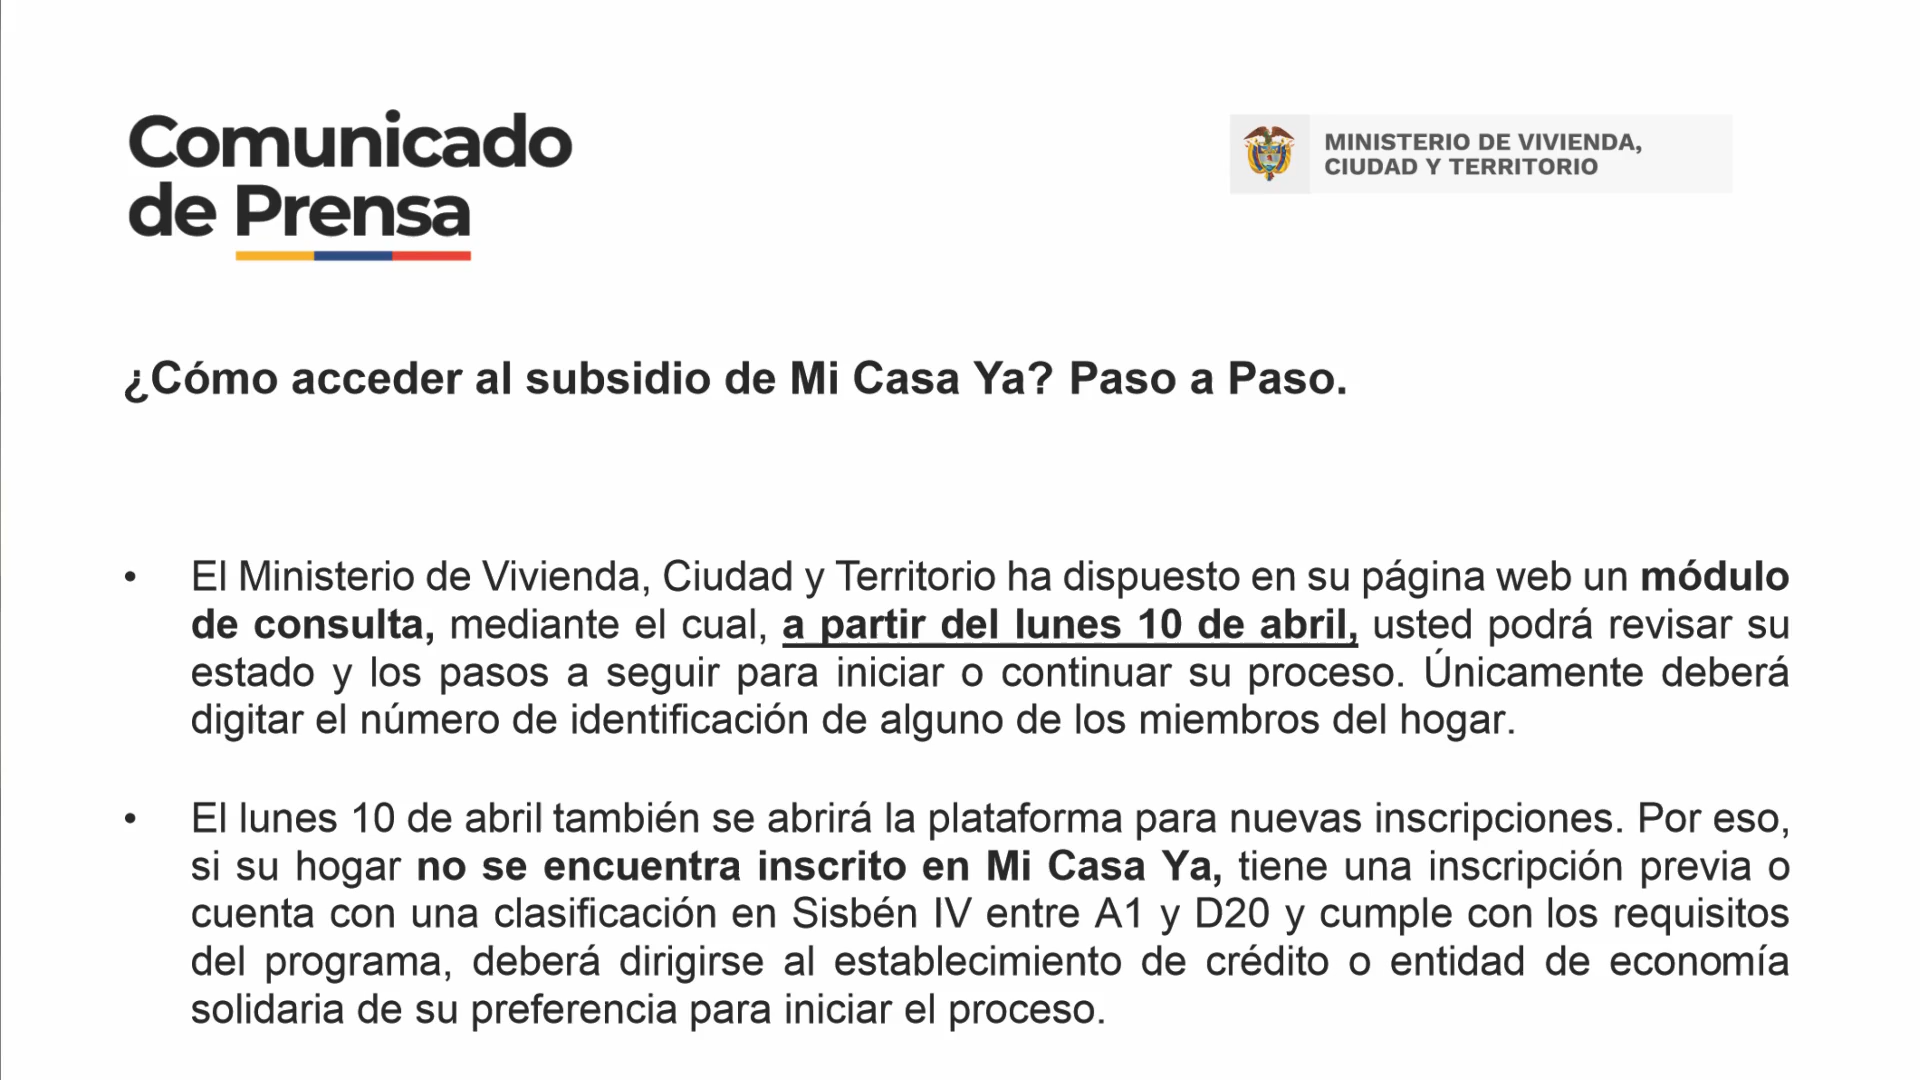 Comunicado
de Prensa
MINISTERIO DE VIVIENDA,
CIUDAD Y TERRITORIO
¿Cómo acceder al subsidio de Mi Casa Ya? Paso a Paso.
• El Ministerio de Vivienda, Ciudad y Territorio ha dispuesto en su página web un módulo
de consulta, mediante el cual, a partir del lunes 10 de abril, usted podrá revisar su
estado y los pasos a seguir para iniciar o continuar su proceso. Únicamente deberá
digitar el número de identificación de alguno de los miembros del hogar.
• El lunes 10 de abril también se abrirá la plataforma para nuevas inscripciones. Por eso,
si su hogar no se encuentra inscrito en Mi Casa Ya, tiene una inscripción previa o
cuenta con una clasificación en Sisbén IV entre A1 y D20 y cumple con los requisitos
del programa, deberá dirigirse al establecimiento de crédito o entidad de economía
solidaria de su preferencia para iniciar el proceso.